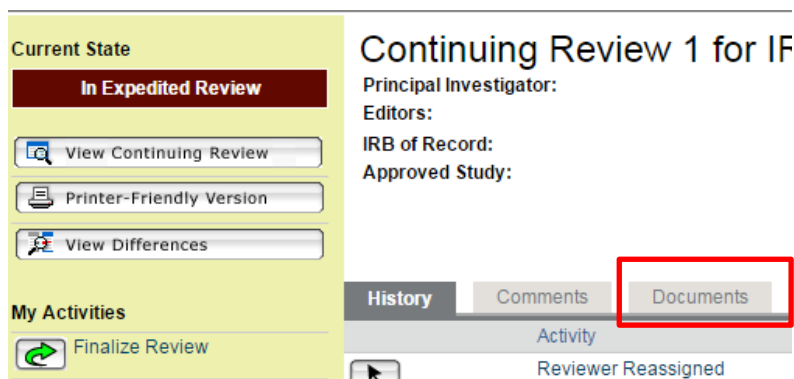 Current State
In Expedited Review
View Continuing Review
Printer-Friendly Version
View Differences
My Activities
Finalize Review
Continuing Review 1 for
Principal Investigator:
Editors:
IRB of Record:
Approved Study:
History Comments Documents
Activity
Reviewer Reassigned